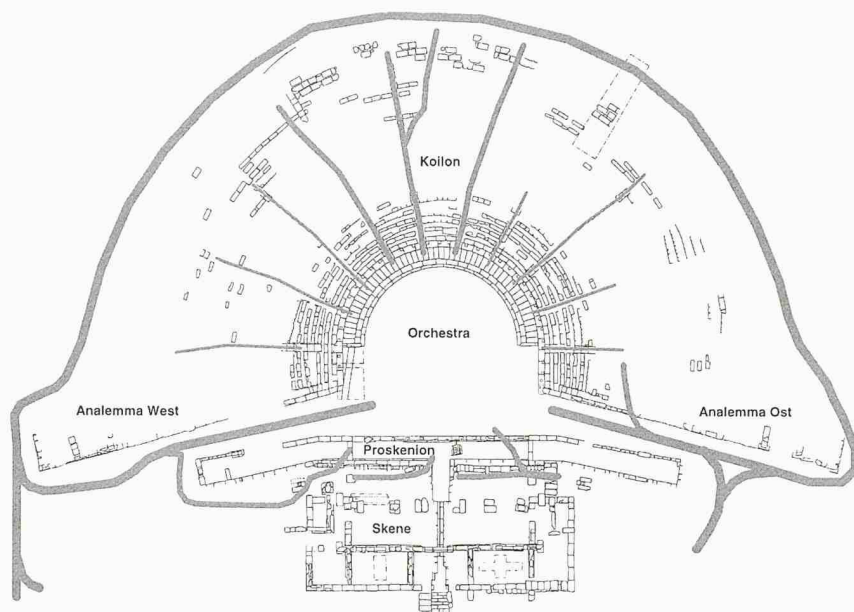 Koilon
Orchestra
Analemma West
Analemma Ost
Proskenion
Skene